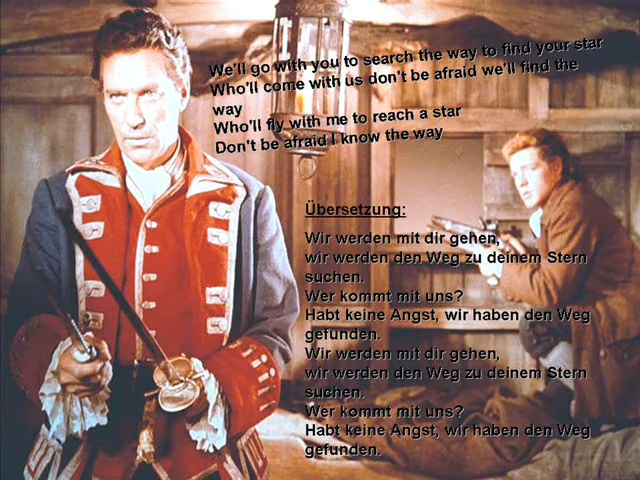 We'll go with you to search the way to find your star
Who'll come with us don't be afraid we'll find the
way
Who'll fly with me to reach a star
Don't be afraid I know the way
Übersetzung:
Wir werden mit dir gehen,
wir werden den Weg zu deinem Stern
suchen.
Wer kommt mit uns?
Habt keine Angst, wir haben den Weg
gefunden.
Wir werden mit dir gehen,
wir werden den Weg zu deinem Stern
suchen.
Wer kommt mit uns?
Habt keine Angst, wir haben den Weg
gefunden.